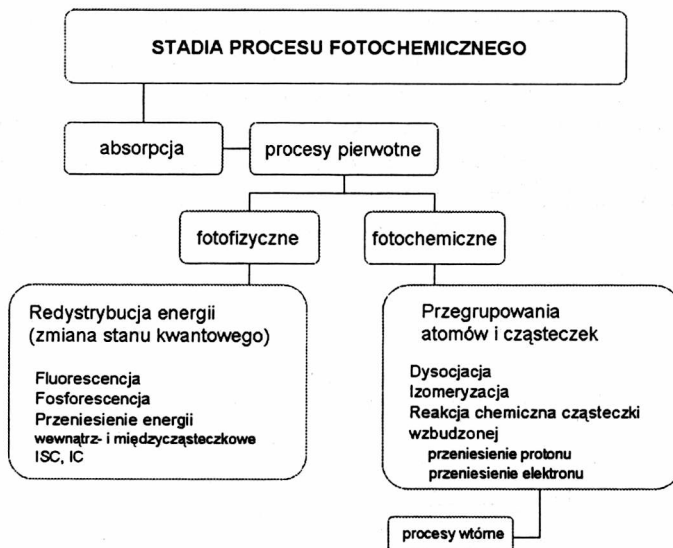 STADIA PROCESU FOTOCHEMICZNEGO
absorpcja
procesy pierwotne
fotofizyczne
fotochemiczne
Redystrybucja energii
(zmiana stanu kwantowego)
Fluorescencja
Fosforescencja
Przeniesienie energii
wewnątrz- i międzycząsteczkowe
ISC, IC
Przegrupowania
atomów i cząsteczek
Dysocjacja
Izomeryzacja
Reakcja chemiczna cząsteczki
wzbudzonej
przeniesienie protonu
przeniesienie elektronu
procesy wtórne